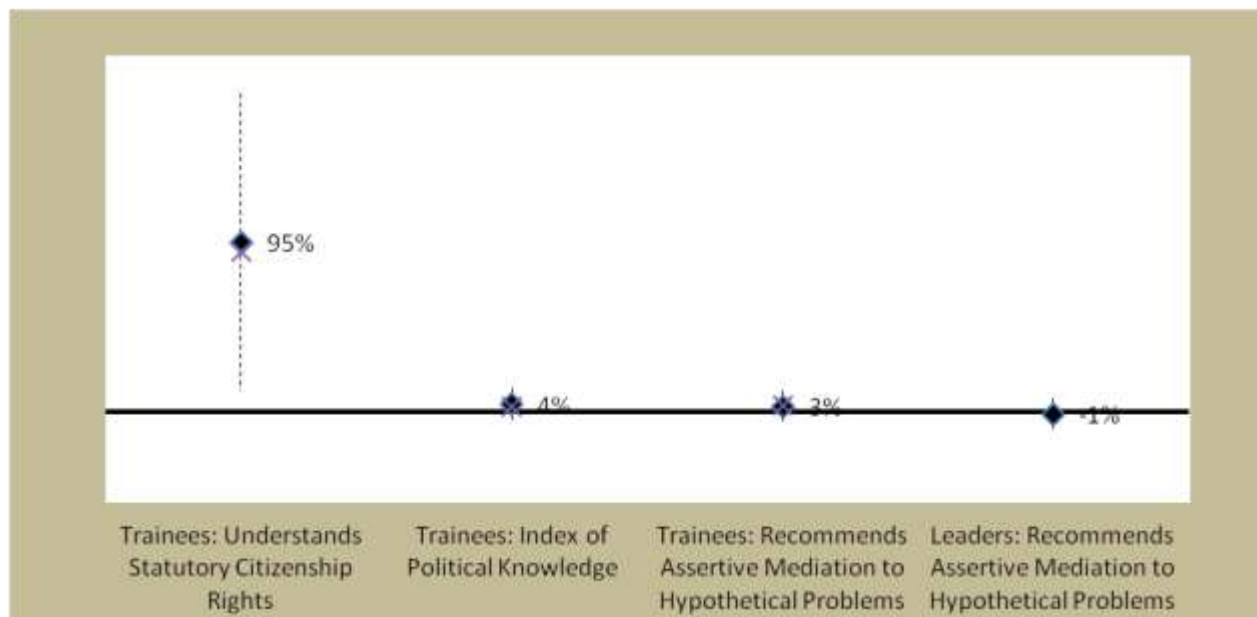 95%
4%
3%
-1%
Trainees: Understands
Statutory Citizenship
Rights
Trainees: Index of
Political Knowledge
Trainees: Recommends
Assertive Mediation to
Hypothetical Problems
Leaders: Recommends
Assertive Mediation to
Hypothetical Problems